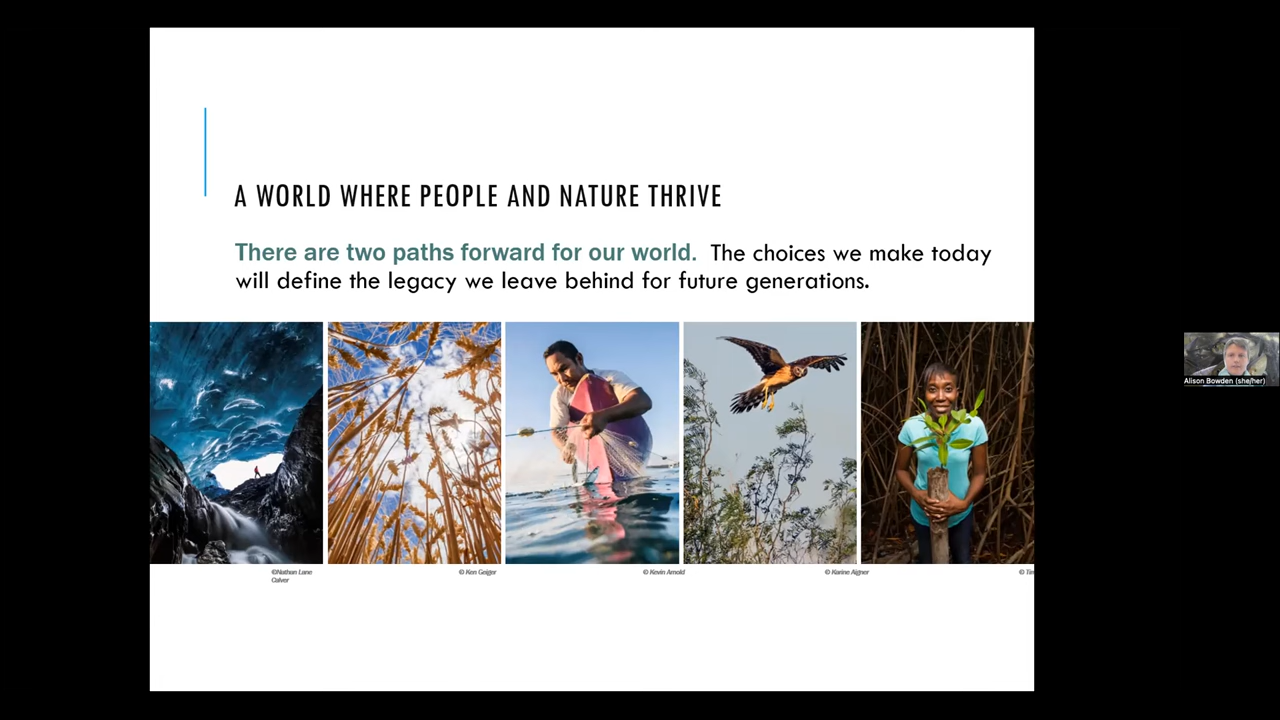 A WORLD WHERE PEOPLE AND NATURE THRIVE
There are two paths forward for our world. The choices we make today
will define the legacy we leave behind for future generations.
©Nathan Lane
Calver
© Ken Geiger
© Kevin Arnold
© Karine Aigner
©
Alison Bowden (she/her)